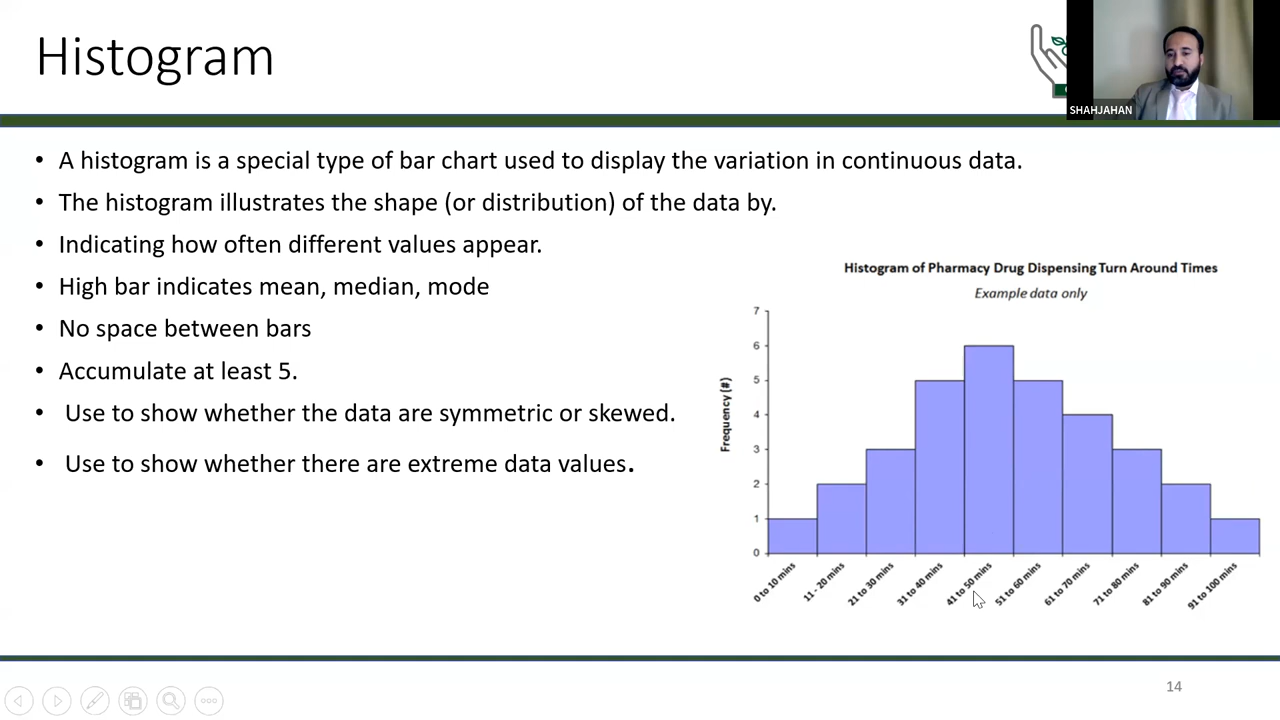 Histogram
SHAHJAHAN
• A histogram is a special type of bar chart used to display the variation in continuous data.
• The histogram illustrates the shape (or distribution) of the data by.
• Indicating how often different values appear.
• High bar indicates mean, median, mode
• No space between bars
• Accumulate at least 5.
• Use to show whether the data are symmetric or skewed.
• Use to show whether there are extreme data values.
Histogram of Pharmacy Drug Dispensing Turn Around Times
Example data only
Frequency (#)
7
6
5
4
3
2
1
0
0 to 10 mins
11 - 20 mins
21 to 30 mins
31 to 40 mins
41 to 50 mins
51 to 60 mins
61 to 70 mins
71 to 80 mins
81 to 90 mins
91 to 100 mins
14